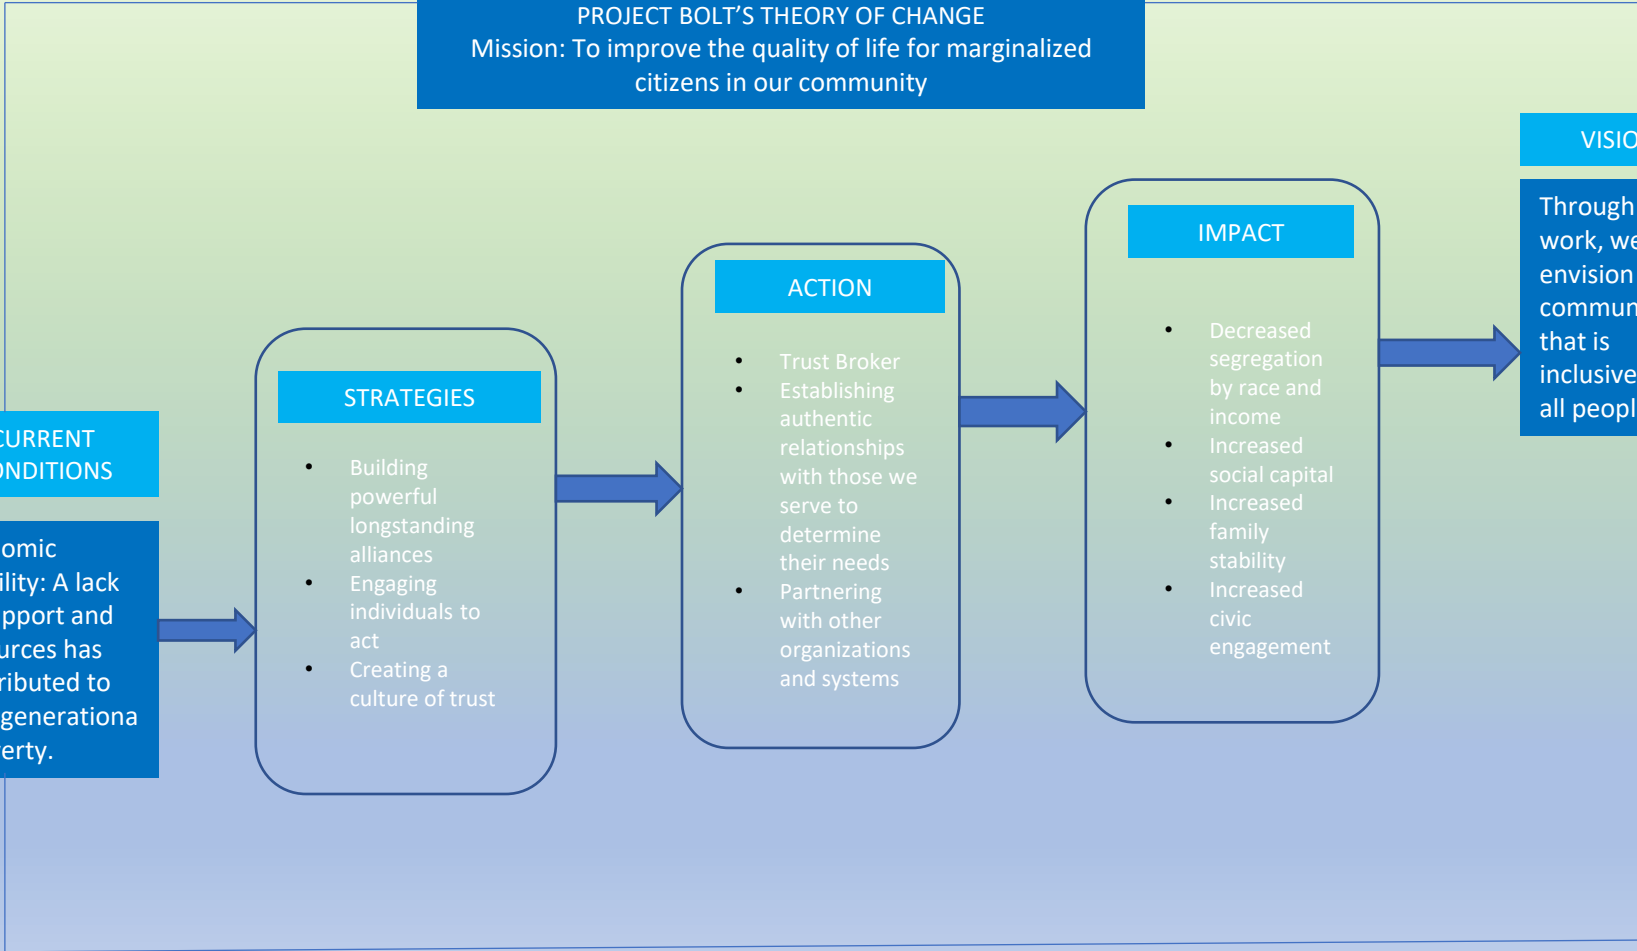 PROJECT BOLT'S THEORY OF CHANGE
Mission: To improve the quality of life for marginalized
citizens in our community
CURRENT
CONDITIONS
omic
ility: A lack
pport and
urces has
ributed to
generationa
erty.
STRATEGIES
• Building
powerful
longstanding
alliances
• Engaging
individuals to
act
• Creating a
culture of trust
ACTION
• Trust Broker
• Establishing
authentic
relationships
with those we
serve to
determine
their needs
• Partnering
with other
organizations
and systems
IMPACT
• Decreased
segregation
by race and
income
• Increased
social capital
• Increased
family
stability
• Increased
civic
engagement
VISIO
Through
work, we
envision
commun
that is
inclusive
all peopl